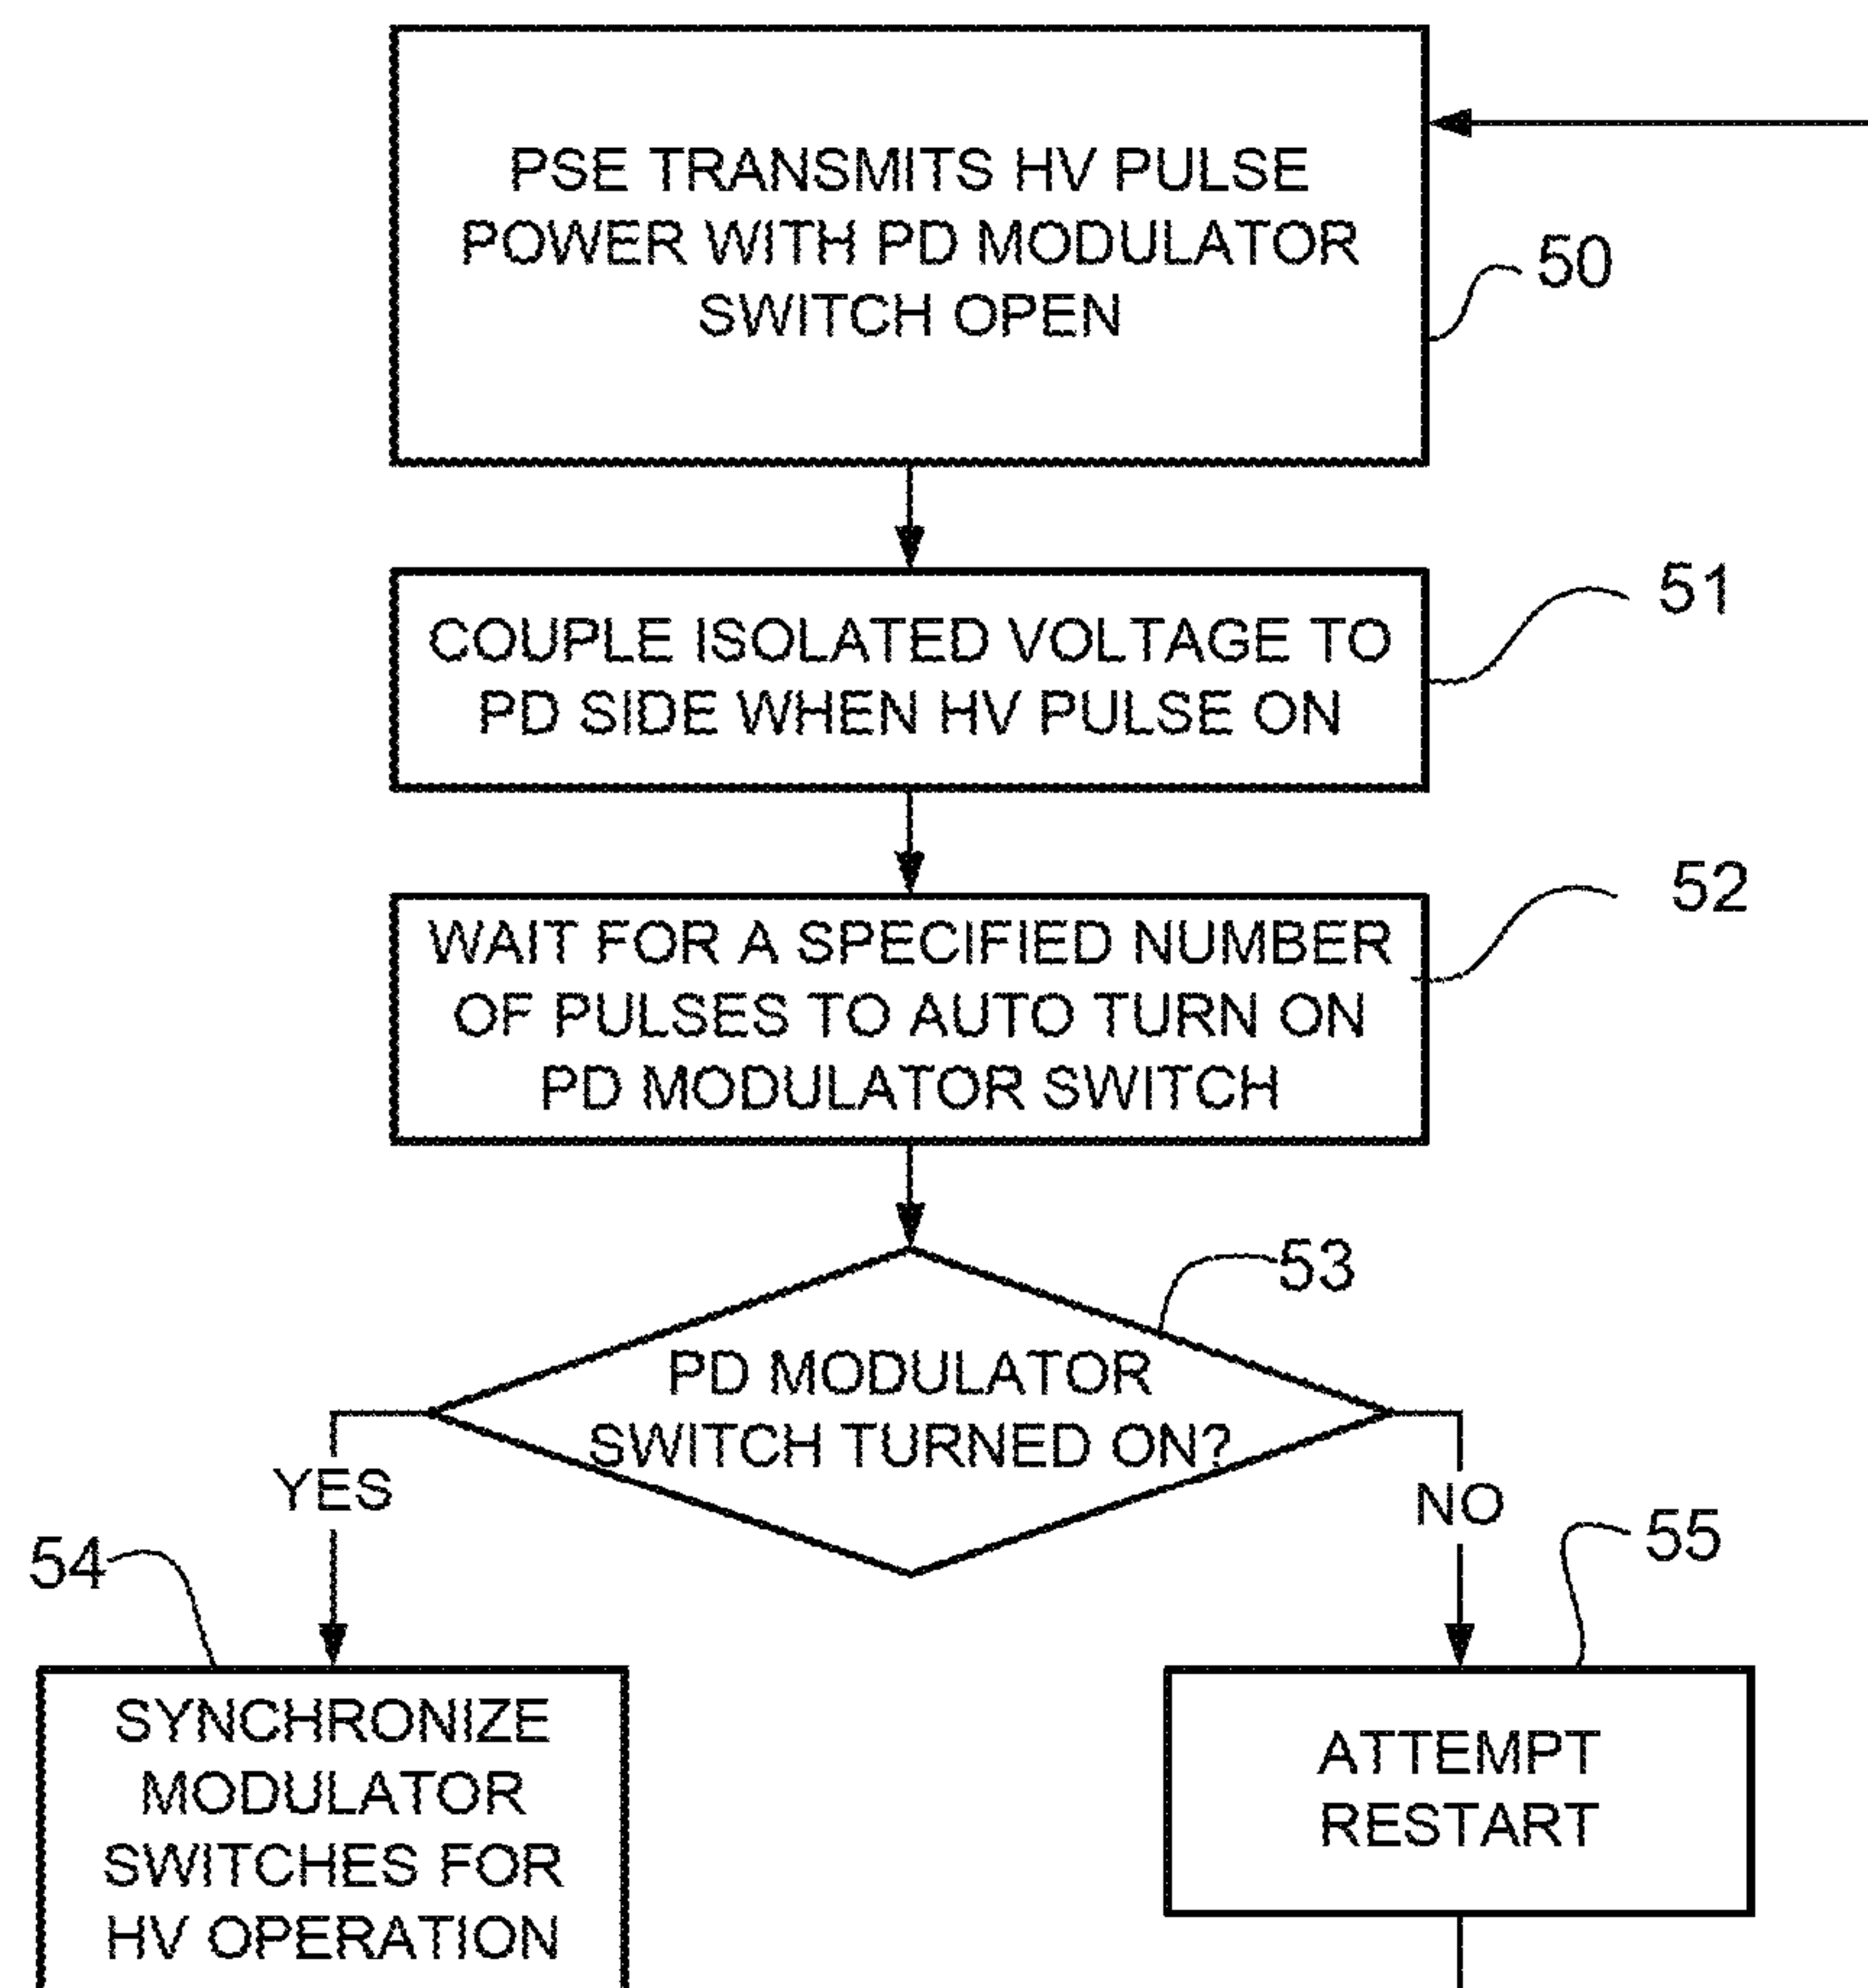 PSE TRANSMITS HV PULSE
POWER WITH PD MODULATOR
SWITCH OPEN
50
COUPLE ISOLATED VOLTAGE TO
PD SIDE WHEN HV PULSE ON
51
WAIT FOR A SPECIFIED NUMBER
OF PULSES TO AUTO TURN ON
PD MODULATOR SWITCH
52
PD MODULATOR
SWITCH TURNED ON?
53
YES
NO
54
55
SYNCHRONIZE
MODULATOR
SWITCHES FOR
HV OPERATION
ATTEMPT
RESTART